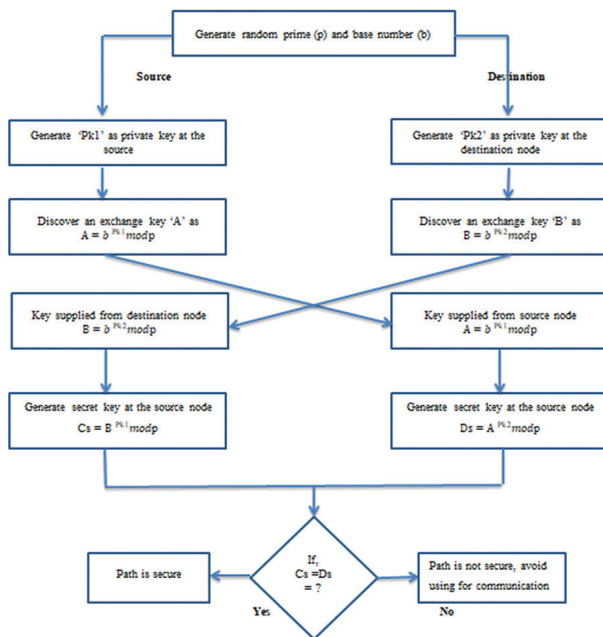 Generate random prime (p) and base number (b)
Source
Destination
Generate ‘Pk1’ as private key at the
source
Generate ‘Pk2’ as private key at the
destination node
Discover an exchange key ‘A’ as
A = b ^Pk1 modp
Discover an exchange key ‘B’ as
B = b ^Pk2 modp
Key supplied from destination node
B = b ^Pk2 modp
Key supplied from source node
A = b ^Pk1 modp
Generate secret key at the source node
Cs = B ^Pk1 modp
Generate secret key at the source node
Ds = A ^Pk2 modp
If,
Cs =Ds
= ?
Path is secure
Path is not secure, avoid
using for communication
Yes
No